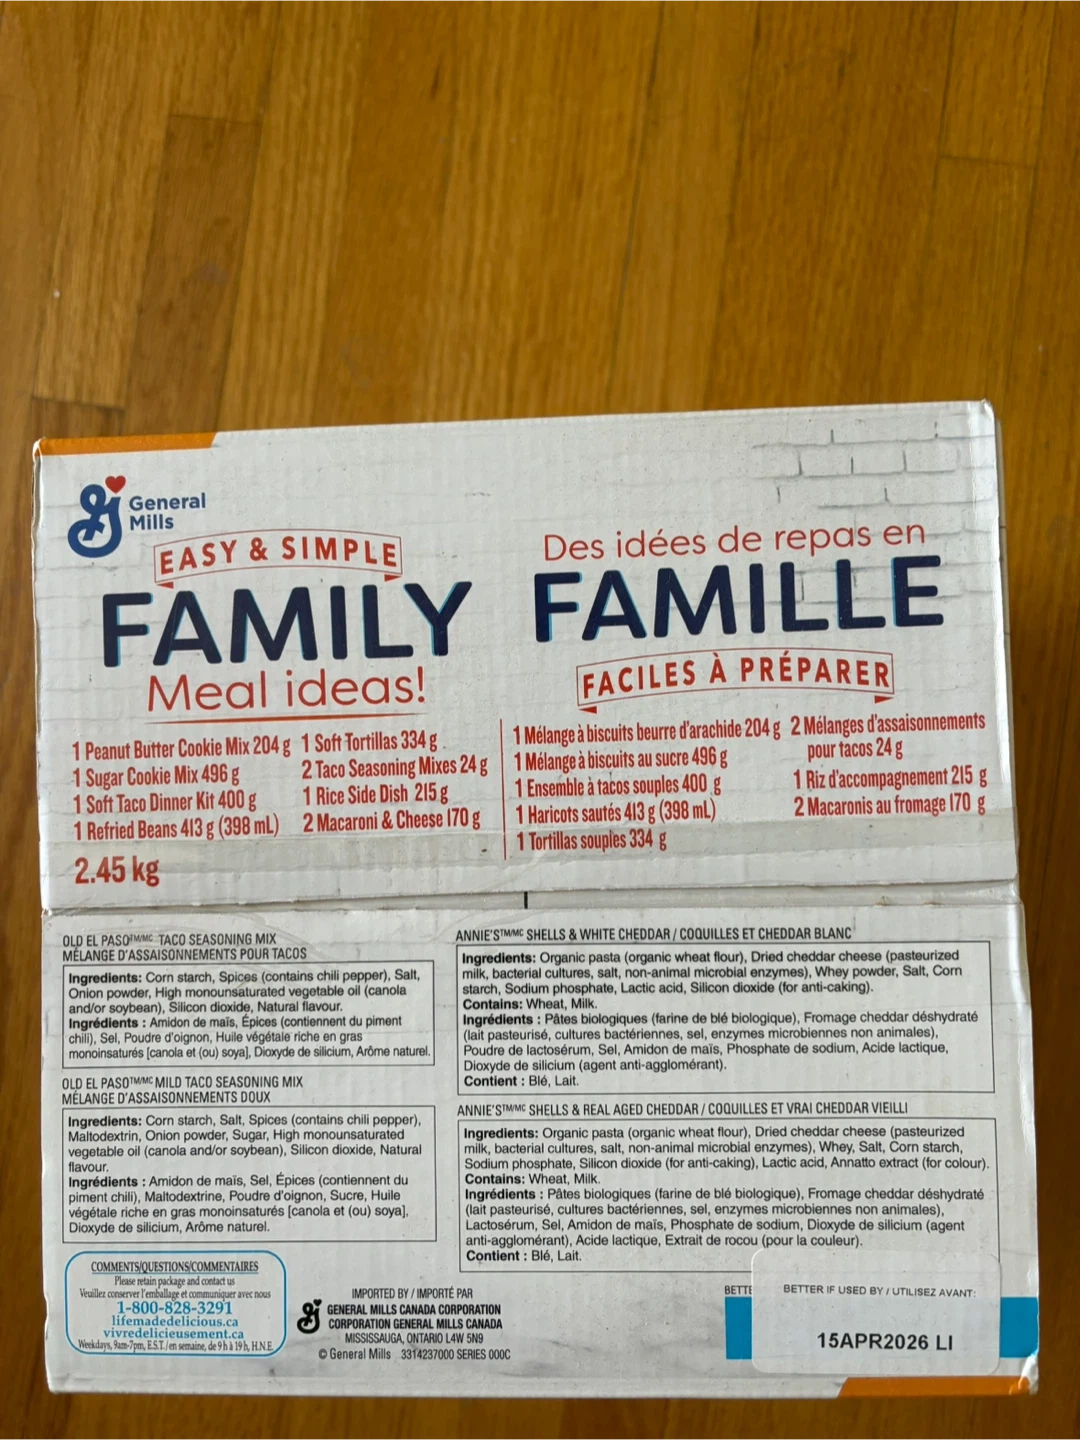 General
Mills
EASY & SIMPLE
FAMILY
Meal ideas!
1 Peanut Butter Cookie Mix 204 g
1 Sugar Cookie Mix 496 g
1 Soft Taco Dinner Kit 400 g
1 Refried Beans 413 g (398 mL)
1 Soft Tortillas 334 g
2 Taco Seasoning Mixes 24 g
1 Rice Side Dish 215 g
2 Macaroni & Cheese 170 g
2.45 kg
Des idées de repas en
FAMILLE
FACILES À PRÉPARER
1 Mélange à biscuits beurre d'arachide 204 g
1 Mélange à biscuits au sucre 496 g
1 Ensemble à tacos souples 400 g
1 Haricots sautés 413 g (398 mL)
1 Tortillas souples 334 g
2 Mélanges d'assaisonnements
pour tacos 24 g
1 Riz d'accompagnement 215 g
2 Macaronis au fromage 170 g
OLD EL PASO™/MC TACO SEASONING MIX
MÉLANGE D'ASSAISONNEMENTS POUR TACOS
Ingredients: Corn starch, Spices (contains chili pepper), Salt,
Onion powder, High monounsaturated vegetable oil (canola
and/or soybean), Silicon dioxide, Natural flavour.
Ingrédients : Amidon de maïs, Épices (contiennent du piment
chili), Sel, Poudre d'oignon, Huile végétale riche en gras
monoinsaturés [canola et (ou) soya], Dioxyde de silicium, Arôme naturel.
OLD EL PASO™/MC MILD TACO SEASONING MIX
MÉLANGE D'ASSAISONNEMENTS DOUX
Ingredients: Corn starch, Salt, Spices (contains chili pepper),
Maltodextrin, Onion powder, Sugar, High monounsaturated
vegetable oil (canola and/or soybean), Silicon dioxide, Natural
flavour.
Ingrédients : Amidon de maïs, Sel, Épices (contiennent du
piment chili), Maltodextrine, Poudre d'oignon, Sucre, Huile
végétale riche en gras monoinsaturés [canola et (ou) soya],
Dioxyde de silicium, Arôme naturel.
ANNIE'S™/MC SHELLS & WHITE CHEDDAR / COQUILLES ET CHEDDAR BLANC
Ingredients: Organic pasta (organic wheat flour), Dried cheddar cheese (pasteurized
milk, bacterial cultures, salt, non-animal microbial enzymes), Whey powder, Salt, Corn
starch, Sodium phosphate, Lactic acid, Silicon dioxide (for anti-caking).
Contains: Wheat, Milk.
Ingrédients : Pâtes biologiques (farine de blé biologique), Fromage cheddar déshydraté
(lait pasteurisé, cultures bactériennes, sel, enzymes microbiennes non animales),
Poudre de lactosérum, Sel, Amidon de maïs, Phosphate de sodium, Acide lactique,
Dioxyde de silicium (agent anti-agglomérant).
Contient : Blé, Lait.
ANNIE'S™/MC SHELLS & REAL AGED CHEDDAR / COQUILLES ET VRAI CHEDDAR VIEILLI
Ingredients: Organic pasta (organic wheat flour), Dried cheddar cheese (pasteurized
milk, bacterial cultures, salt, non-animal microbial enzymes), Whey, Salt, Corn starch,
Sodium phosphate, Silicon dioxide (for anti-caking), Lactic acid, Annatto extract (for colour).
Contains: Wheat, Milk.
Ingrédients : Pâtes biologiques (farine de blé biologique), Fromage cheddar déshydraté
(lait pasteurisé, cultures bactériennes, sel, enzymes microbiennes non animales),
Lactosérum, Sel, Amidon de maïs, Phosphate de sodium, Dioxyde de silicium (agent
anti-agglomérant), Acide lactique, Extrait de rocou (pour la couleur).
Contient : Blé, Lait.
COMMENTS/QUESTIONS/COMMENTAIRES
Please retain package and contact us
Veuillez conserver l'emballage et communiquer avec nous
1-800-828-3291
lifemadedelicious.ca
vivredelicieusement.ca
Weekdays, 9am-7pm, E.S.T./en semaine, de 9 h à 19 h, H.N.E.
IMPORTED BY / IMPORTÉ PAR
GENERAL MILLS CANADA CORPORATION
CORPORATION GENERAL MILLS CANADA
MISSISSAUGA, ONTARIO L4W 5N9
© General Mills 3314237000 SERIES 000C
BETTE
BETTER IF USED BY / UTILISEZ AVANT:
15APR2026 LI